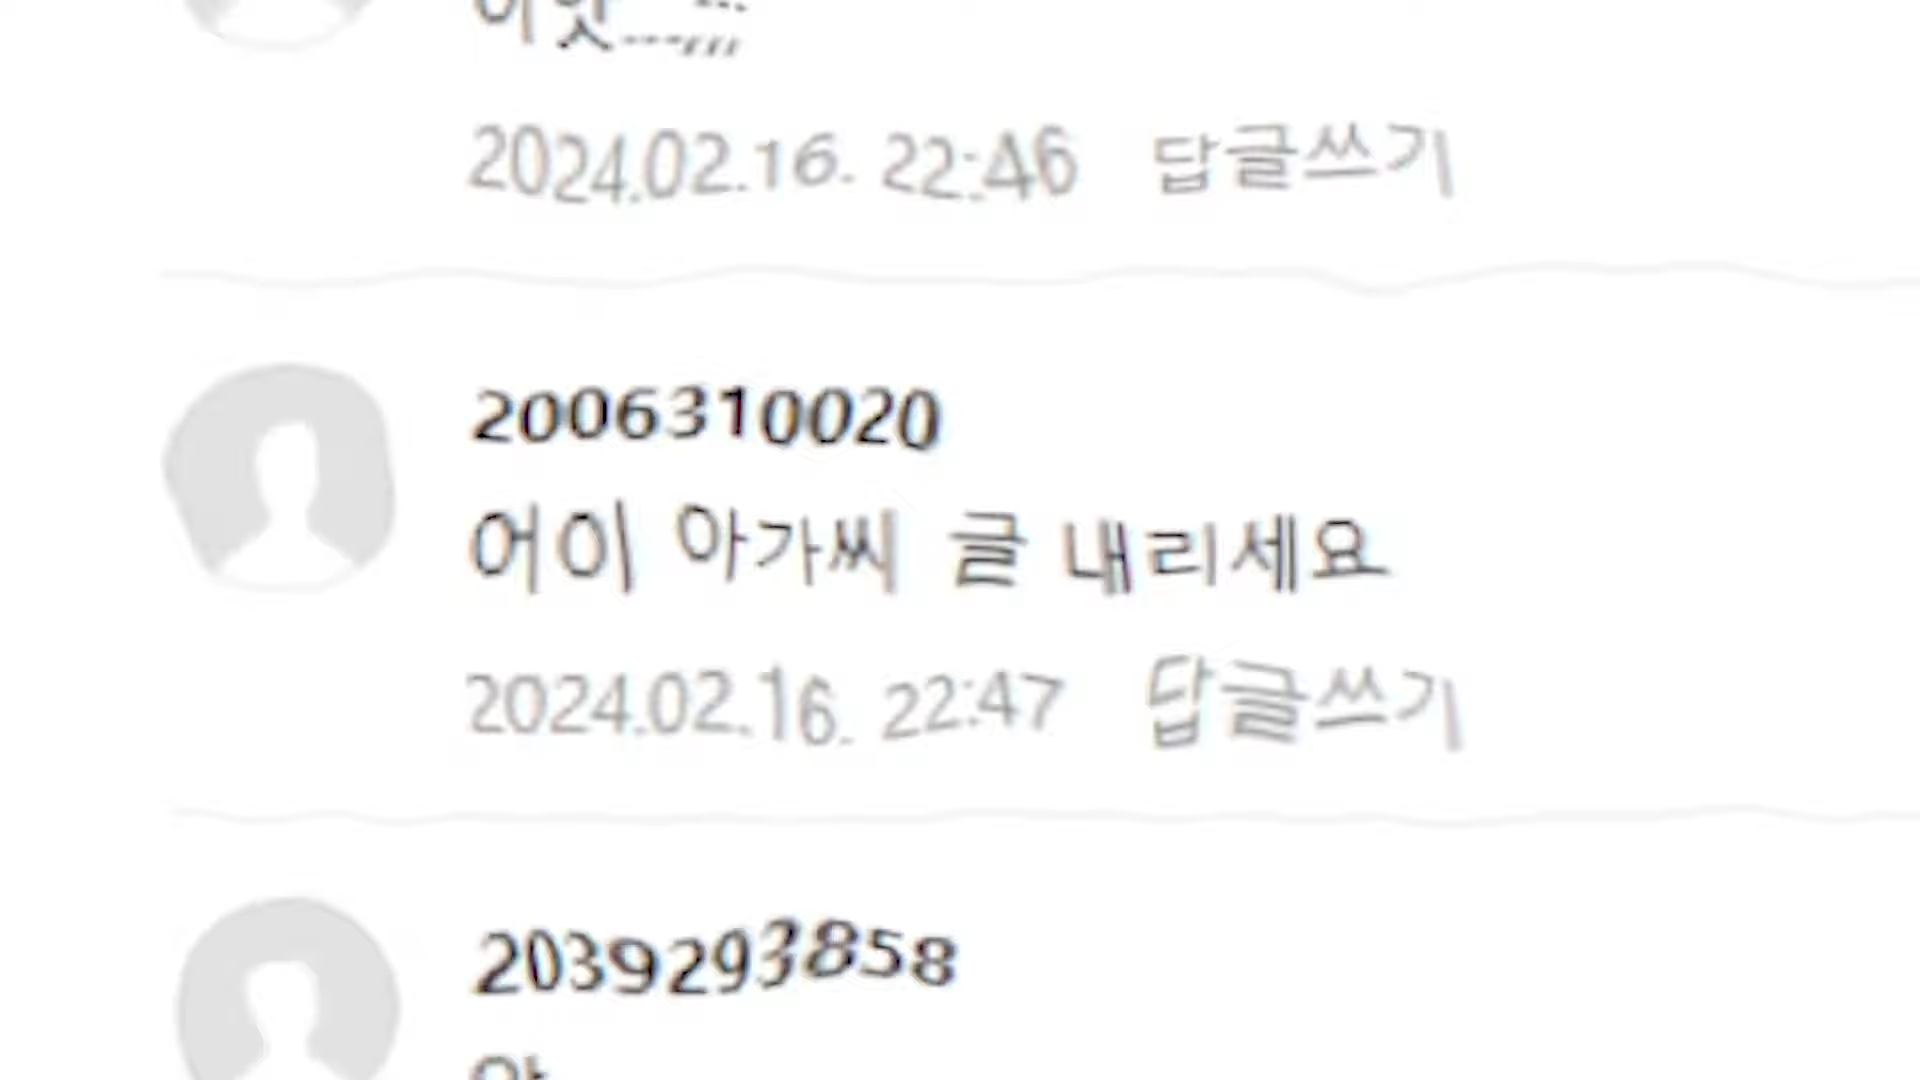 2024.02.16. 22:46 답글쓰기
2006310020
어이 아가씨 글 내리세요
2024.02.16. 22:47 답글쓰기
2039293858